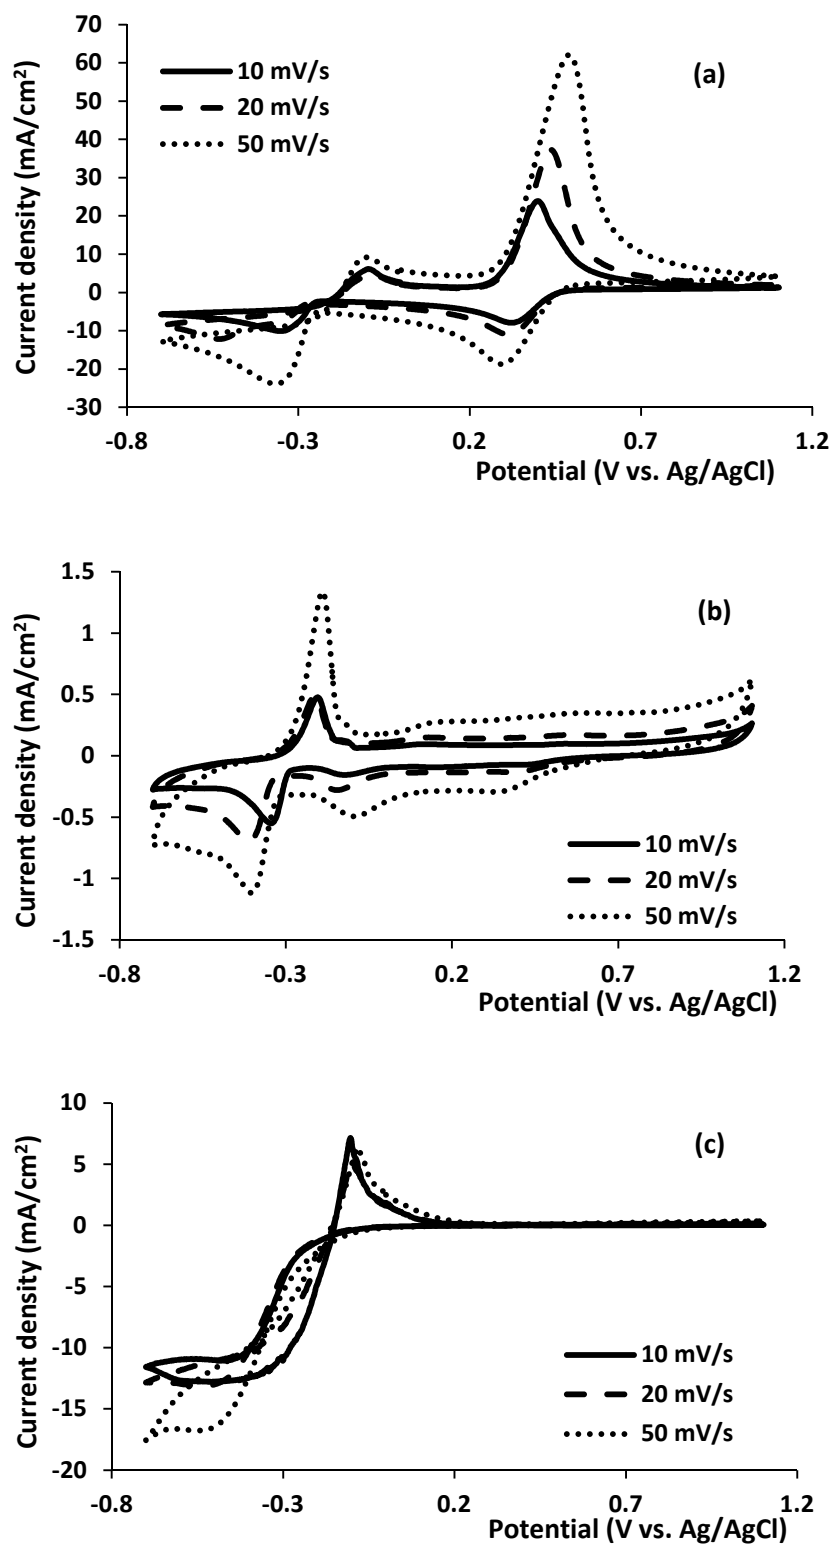 70
60
50
40
30
20
10
0
-10
-20
-30
-0.8 -0.3 0.2 0.7 1.2
Current density (mA/cm²)
Potential (V vs. Ag/AgCl)
10 mV/s
20 mV/s
50 mV/s
(a)
1.5
1
0.5
0
-0.5
-1
-1.5
-0.8 -0.3 0.2 0.7 1.2
Current density (mA/cm²)
Potential (V vs. Ag/AgCl)
(b)
10 mV/s
20 mV/s
50 mV/s
10
5
0
-5
-10
-15
-20
-0.8 -0.3 0.2 0.7 1.2
Current density (mA/cm²)
Potential (V vs. Ag/AgCl)
(c)
10 mV/s
20 mV/s
50 mV/s